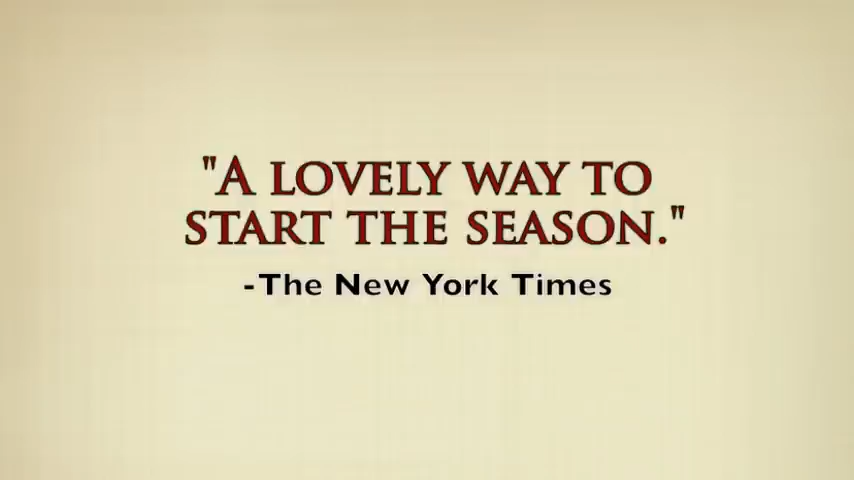 "A LOVELY WAY TO
START THE SEASON."
-The New York Times